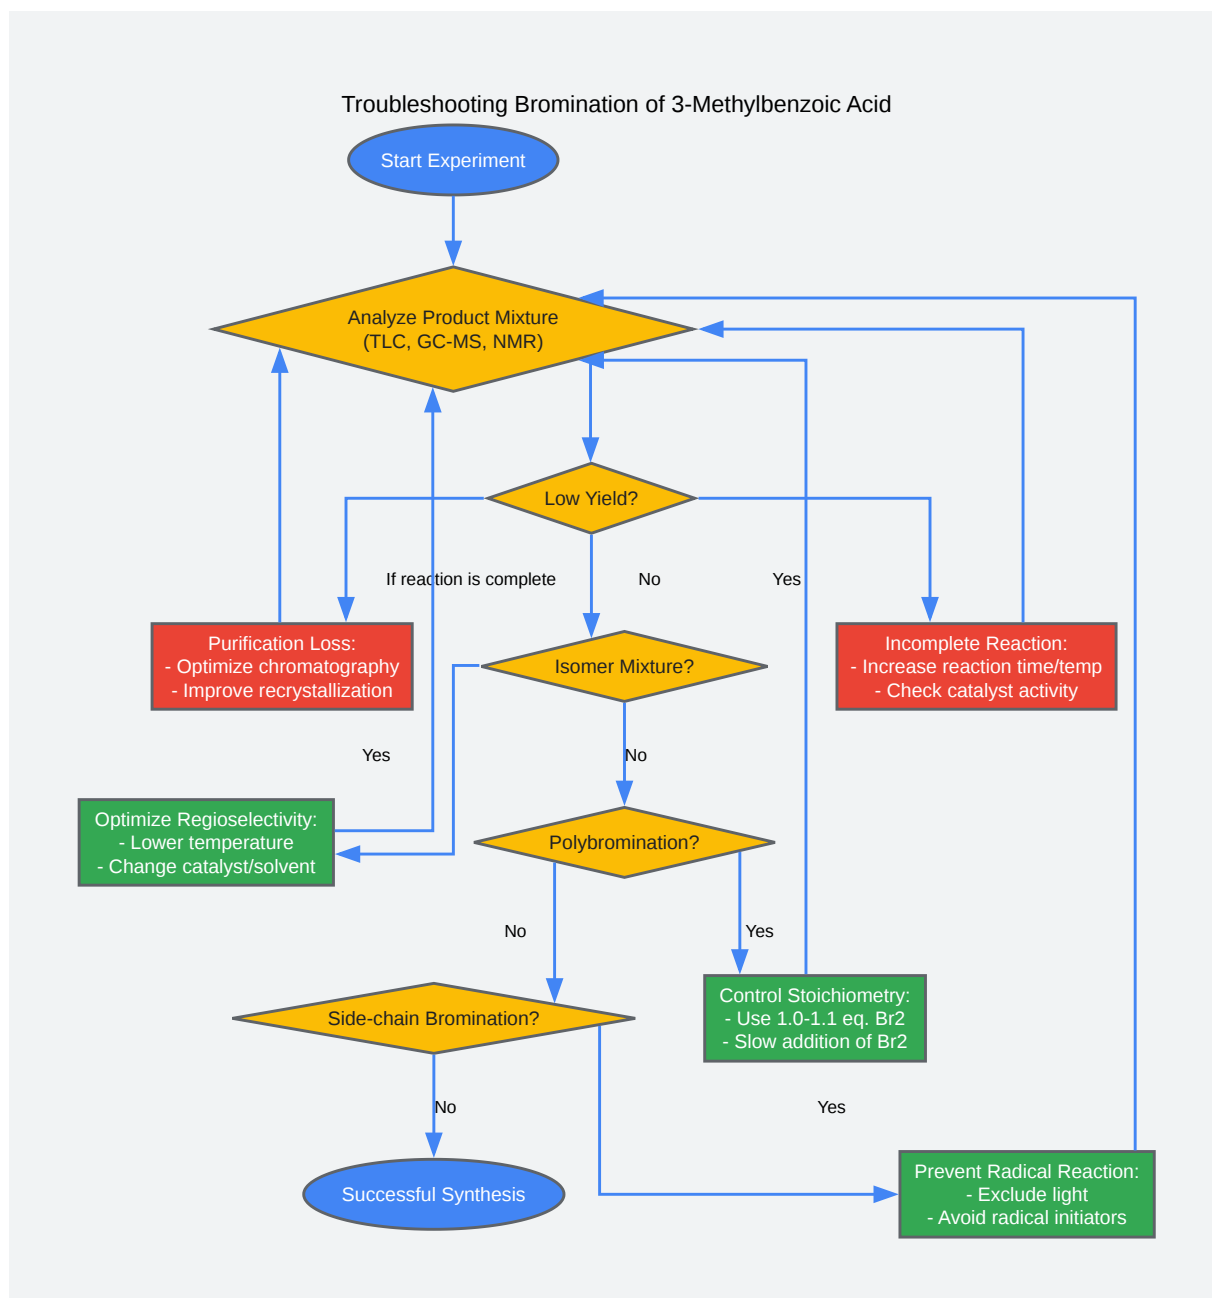 Troubleshooting Bromination of 3-Methylbenzoic Acid
Start Experiment
Analyze Product Mixture
(TLC, GC-MS, NMR)
Low Yield?
If reaction is complete
No
Yes
Purification Loss:
- Optimize chromatography
- Improve recrystallization
Isomer Mixture?
Incomplete Reaction:
- Increase reaction time/temp
- Check catalyst activity
Yes
No
Optimize Regioselectivity:
- Lower temperature
- Change catalyst/solvent
Polybromination?
No
Yes
Side-chain Bromination?
Control Stoichiometry:
- Use 1.0-1.1 eq. Br2
- Slow addition of Br2
No
Yes
Successful Synthesis
Prevent Radical Reaction:
- Exclude light
- Avoid radical initiators